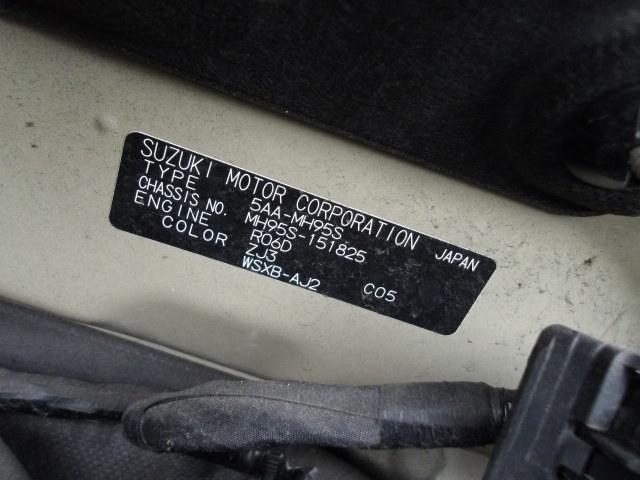 SUZUKI MOTOR CORPORATION JAPAN
TYPE 5AA-MH95S
CHASSIS NO. MH95S-151825
ENGINE R06D
COLOR ZJ3
WSXB-AJ2 C05